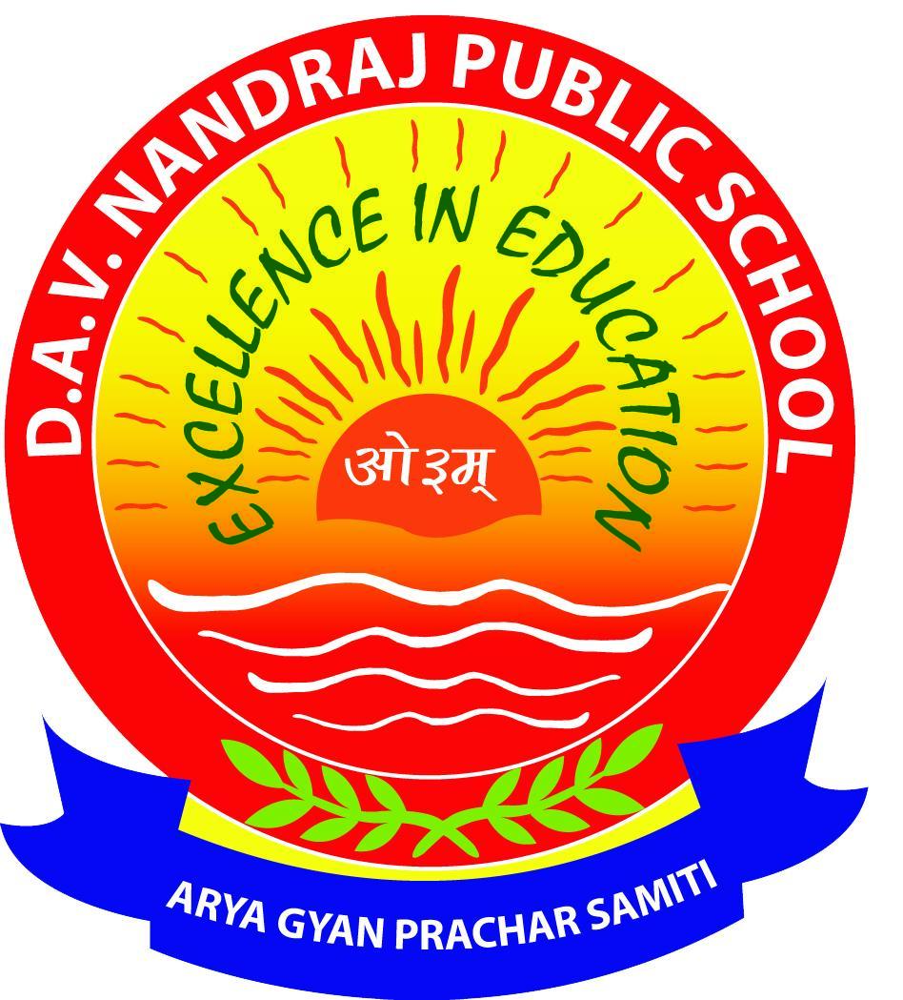 D.A.V. NANDRAJ PUBLIC SCHOOL
EXCELLENCE IN EDUCATION
ओ३म्
ARYA GYAN PRACHAR SAMITI